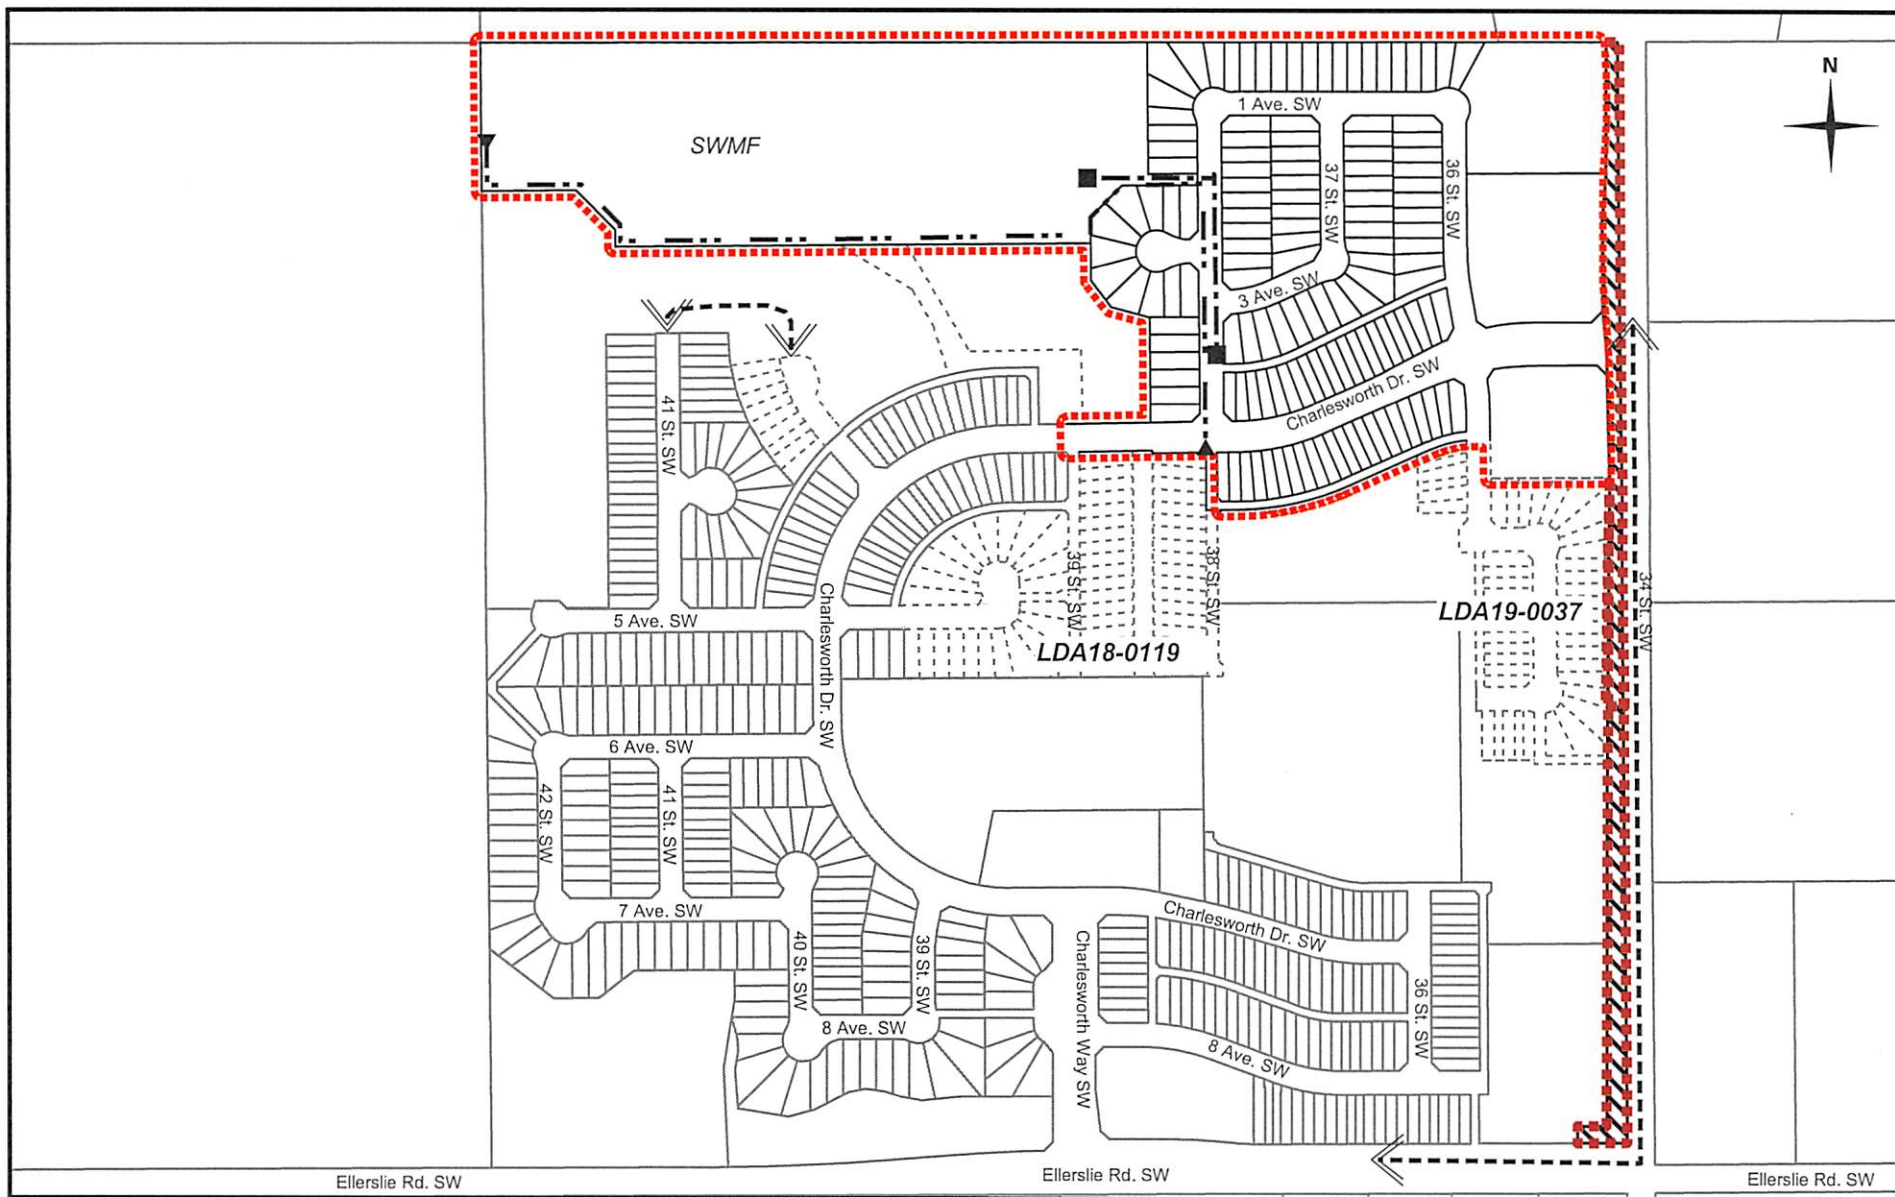 N
1 Ave. SW
SWMF
37 St. SW
36 St. SW
3 Ave. SW
Charlesworth Dr. SW
41 St. SW
39 St. SW
38 St. SW
34 St. SW
LDA19-0037
5 Ave. SW
Charlesworth Dr. SW
LDA18-0119
6 Ave. SW
42 St. SW
41 St. SW
7 Ave. SW
Charlesworth Dr. SW
40 St. SW
39 St. SW
Charlesworth Way SW
36 St. SW
8 Ave. SW
8 Ave. SW
Ellerslie Rd. SW
Ellerslie Rd. SW
Ellerslie Rd. SW